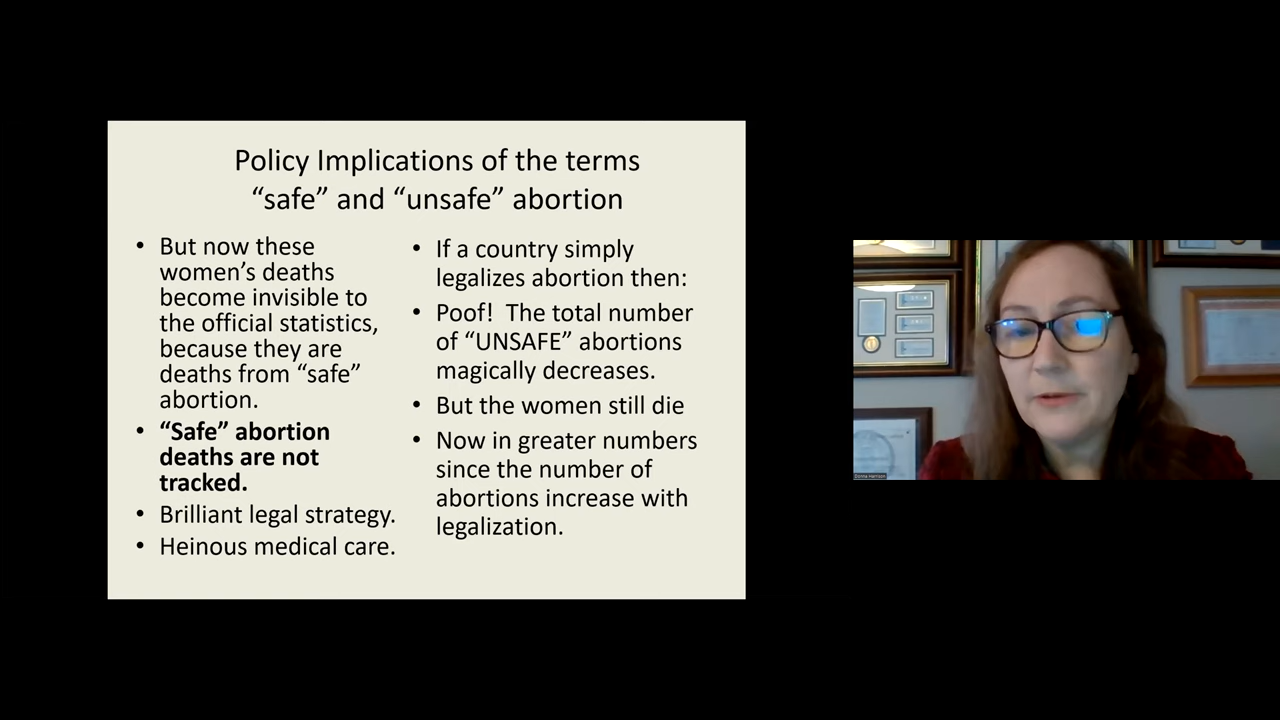 Policy Implications of the terms
“safe” and “unsafe” abortion
• But now these
women’s deaths
become invisible to
the official statistics,
because they are
deaths from “safe”
abortion.
• “Safe” abortion
deaths are not
tracked.
• Brilliant legal strategy.
• Heinous medical care.
• If a country simply
legalizes abortion then:
• Poof!  The total number
of “UNSAFE” abortions
magically decreases.
• But the women still die
• Now in greater numbers
since the number of
abortions increase with
legalization.